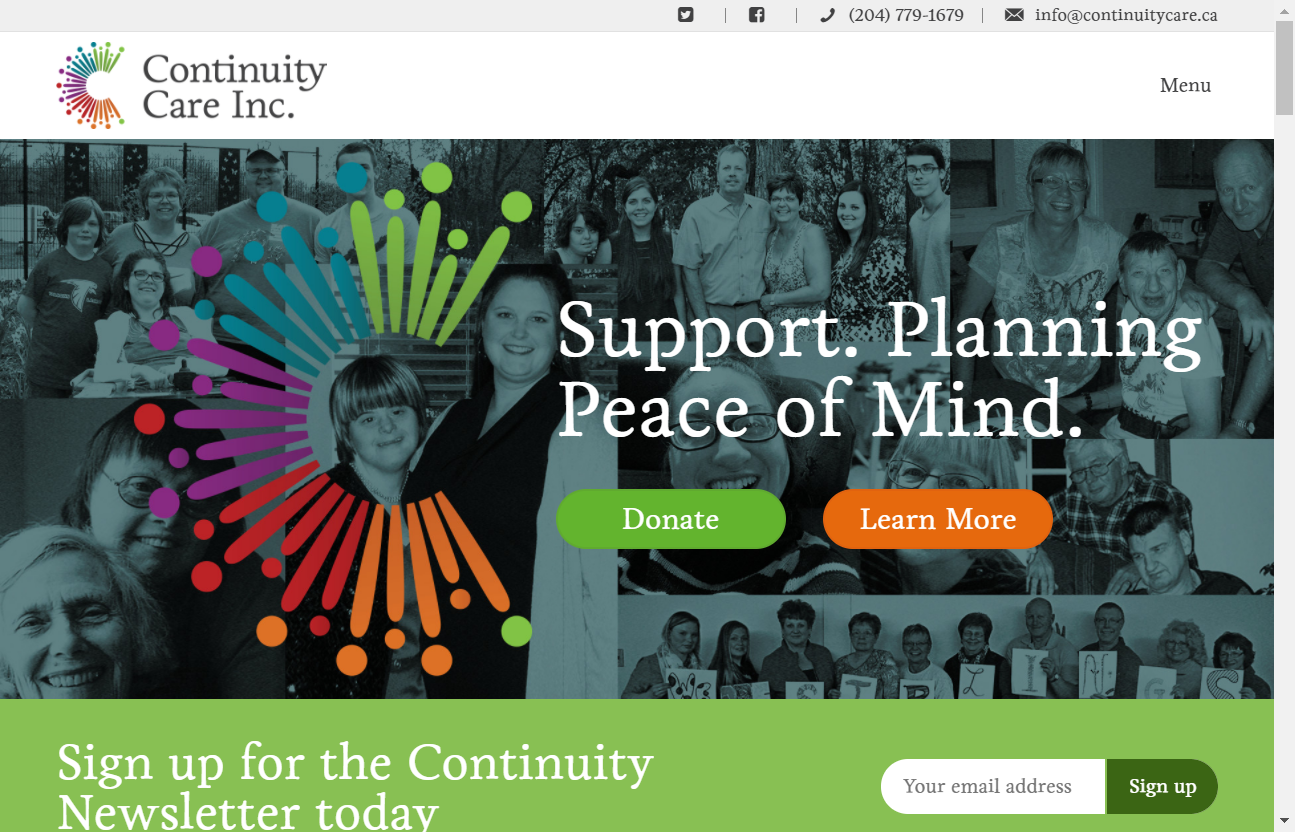 (204) 779-1679
info@continuitycare.ca
Continuity
Care Inc.
Menu
Support. Planning
Peace of Mind.
Donate
Learn More
Sign up for the Continuity
Newsletter today
Your email address
Sign up